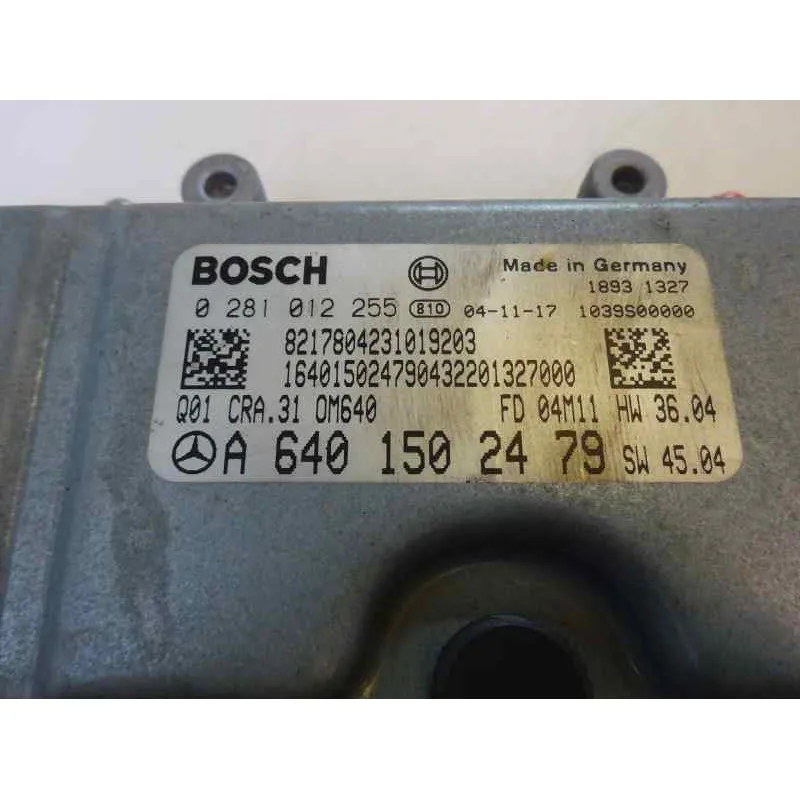 BOSCH Made in Germany
1893 1327
0 281 012 255 810 04-11-17 1039S00000
8217804231019203
164015024790432201327000
Q01 CRA.31 OM640 FD 04M11 HW 36.04
A 640 150 24 79 SW 45.04